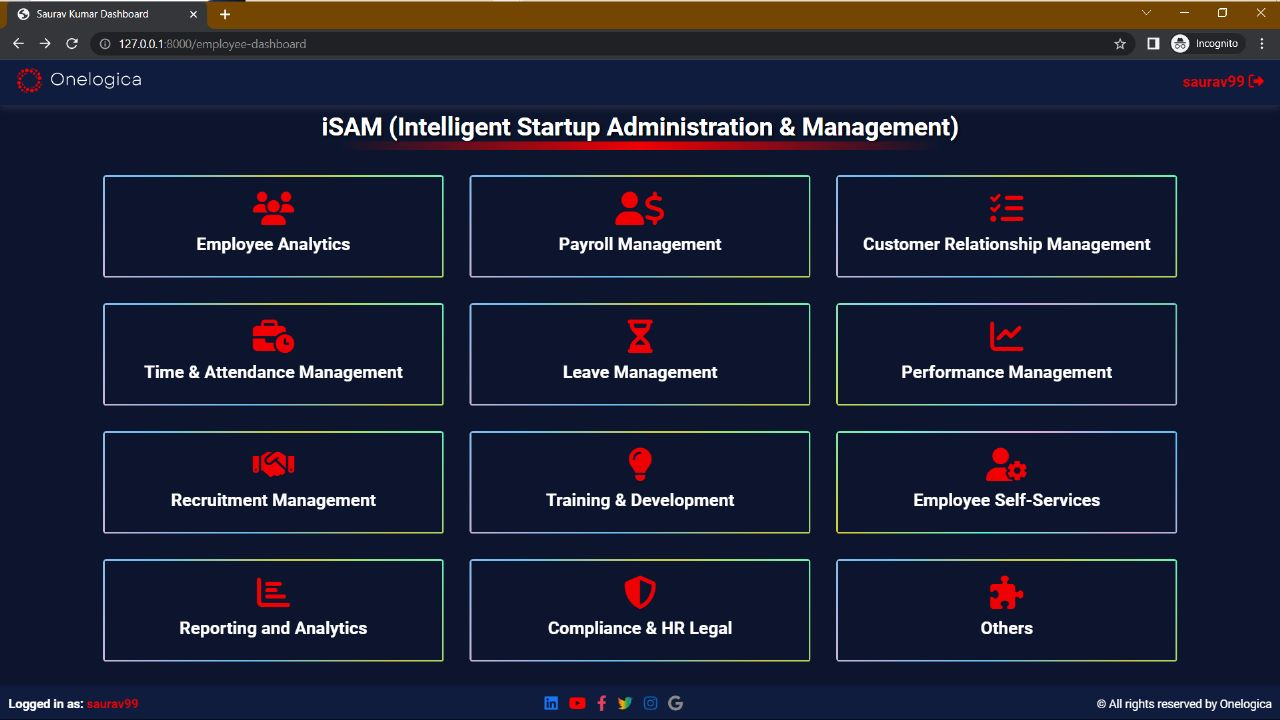 Saurav Kumar Dashboard
127.0.0.1:8000/employee-dashboard
Incognito
Onelogica
saurav99
iSAM (Intelligent Startup Administration & Management)
Employee Analytics
Payroll Management
Customer Relationship Management
Time & Attendance Management
Leave Management
Performance Management
Recruitment Management
Training & Development
Employee Self-Services
Reporting and Analytics
Compliance & HR Legal
Others
Logged in as: saurav99
© All rights reserved by Onelogica